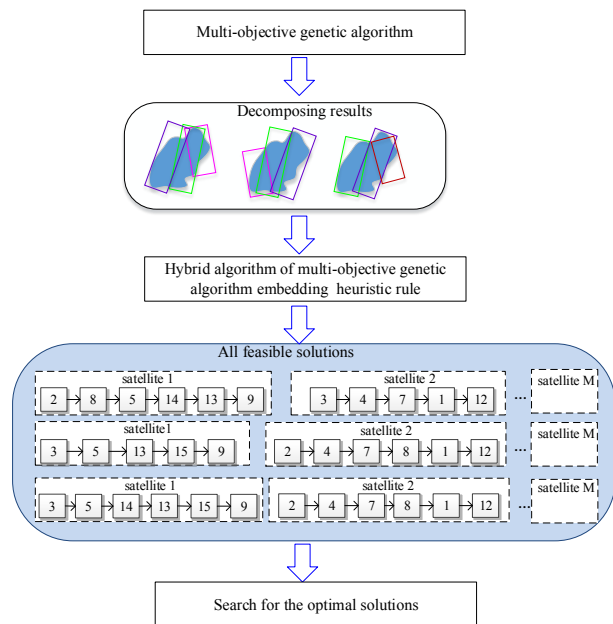 Multi-objective genetic algorithm
Decomposing results
Hybrid algorithm of multi-objective genetic
algorithm embedding heuristic rule
All feasible solutions
satellite 1 satellite 2 satellite M
2 8 5 14 13 9 3 4 7 1 12 ...
satellite1 satellite 2 satellite M
3 5 13 15 9 2 4 7 8 1 12 ...
satellite 1 satellite 2 satellite M
3 5 14 13 15 9 2 4 7 8 1 12 ...
Search for the optimal solutions